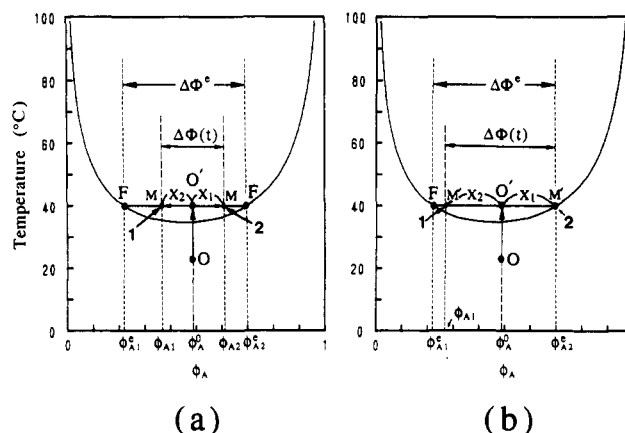 100
80
60
40
20
0
Temperature (°C)
ΔΦᵉ
ΔΦ(t)
O′
F M X₂ X₁ M F
1 2
O
0 ϕᵉA1 ϕA1 ϕ⁰A ϕA2 ϕᵉA2 1
ϕA
(a)
100
80
60
40
20
0
ΔΦᵉ
ΔΦ(t)
O′
F M′ X₂ X₁ M′
1 2
O
ϕA1
0 ϕᵉA1 ϕ⁰A ϕᵉA2
ϕA
(b)